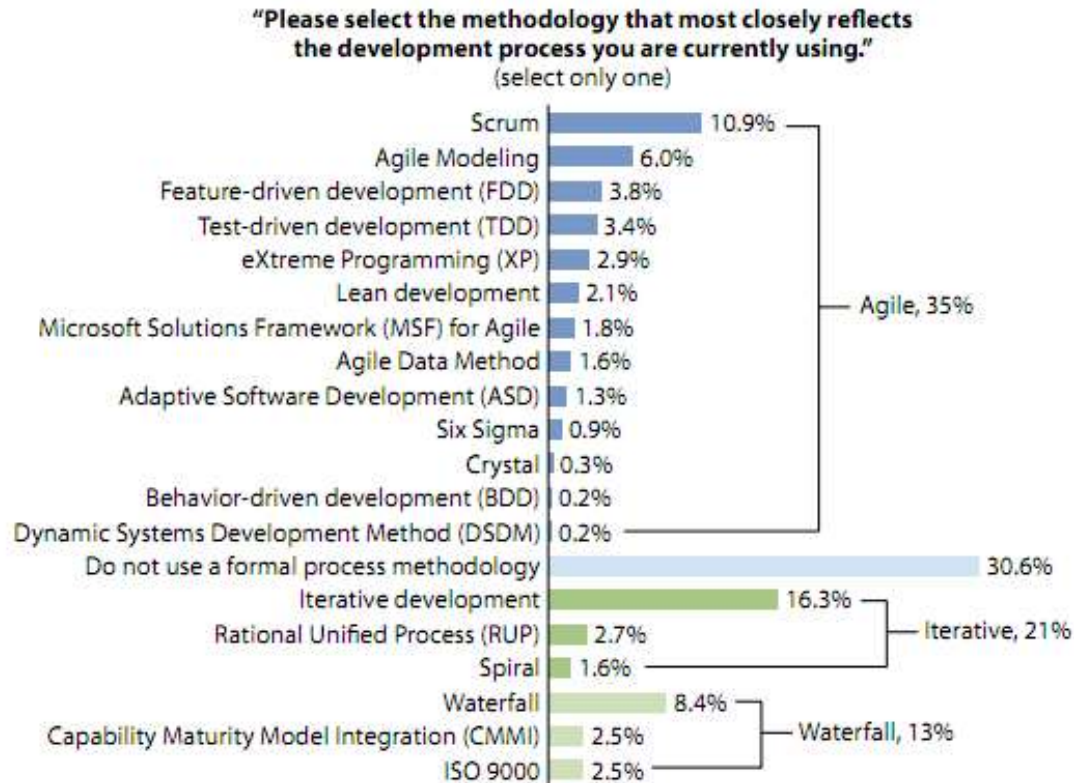 “Please select the methodology that most closely reflects
the development process you are currently using.”
(select only one)
Scrum 10.9%
Agile Modeling 6.0%
Feature-driven development (FDD) 3.8%
Test-driven development (TDD) 3.4%
eXtreme Programming (XP) 2.9%
Lean development 2.1%
Agile, 35%
Microsoft Solutions Framework (MSF) for Agile 1.8%
Agile Data Method 1.6%
Adaptive Software Development (ASD) 1.3%
Six Sigma 0.9%
Crystal 0.3%
Behavior-driven development (BDD) 0.2%
Dynamic Systems Development Method (DSDM) 0.2%
Do not use a formal process methodology 30.6%
Iterative development 16.3%
Rational Unified Process (RUP) 2.7%
Iterative, 21%
Spiral 1.6%
Waterfall 8.4%
Capability Maturity Model Integration (CMMI) 2.5%
Waterfall, 13%
ISO 9000 2.5%